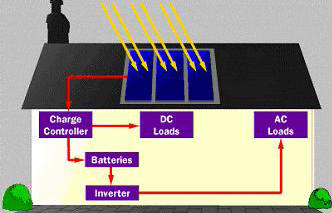 Charge
Controller
DC
Loads
AC
Loads
Batteries
Inverter